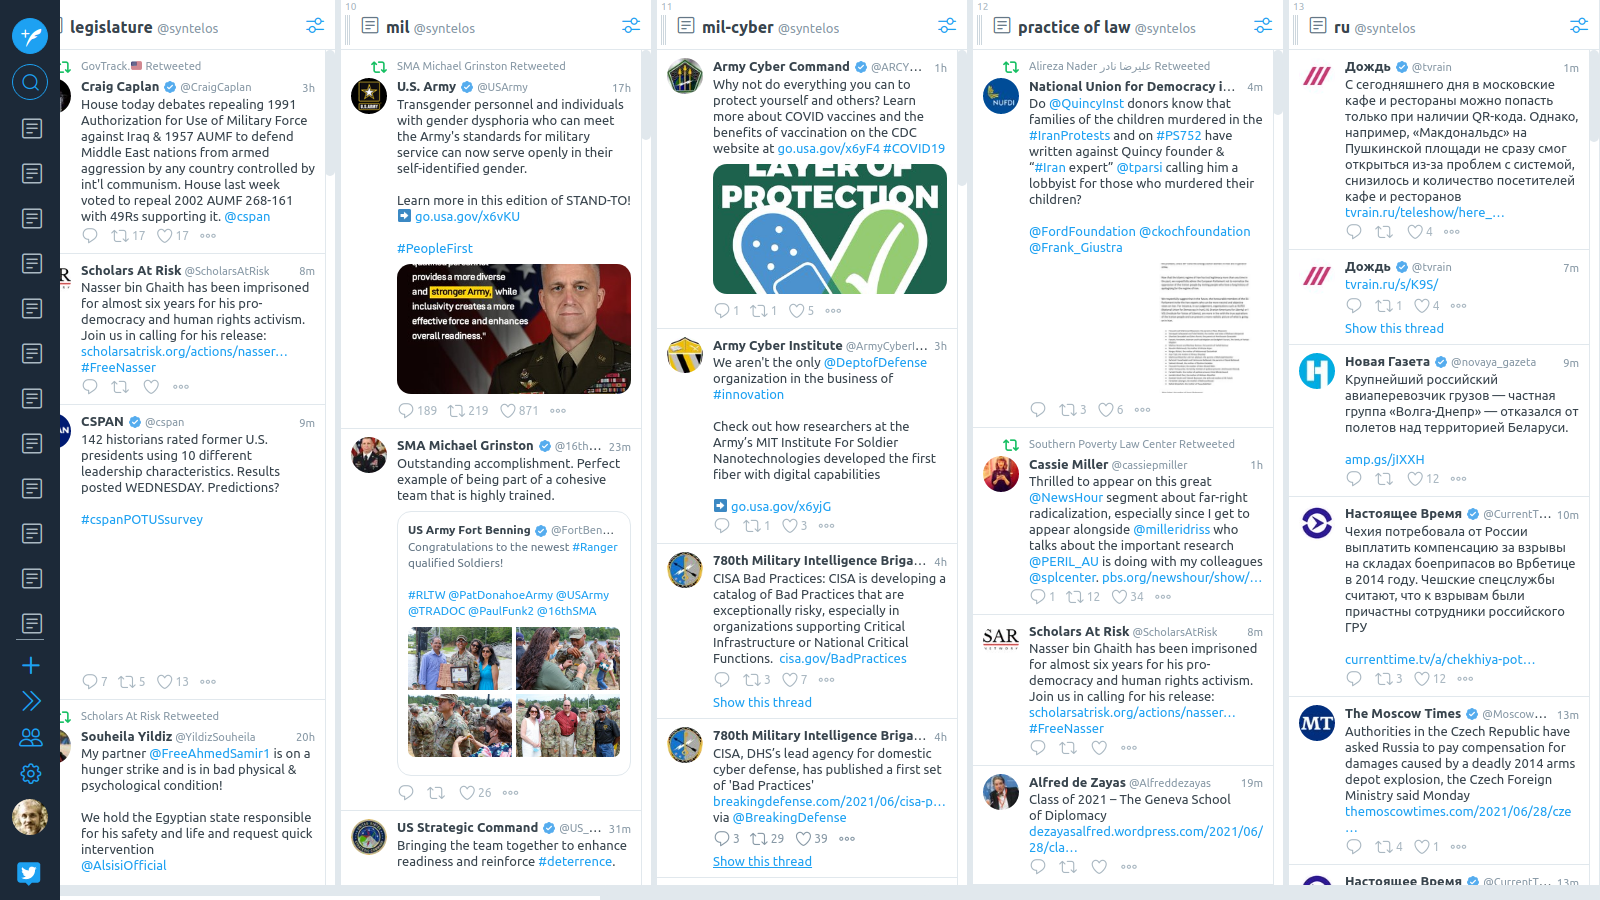 legislature @syntelos
GovTrack.🇺🇸 Retweeted
Craig Caplan @CraigCaplan 3h
House today debates repealing 1991
Authorization for Use of Military Force
against Iraq & 1957 AUMF to defend
Middle East nations from armed
aggression by any country controlled by
int'l communism. House last week
voted to repeal 2002 AUMF 268-161
with 49Rs supporting it. @cspan
17 17
Scholars At Risk @ScholarsAtRisk 8m
Nasser bin Ghaith has been imprisoned
for almost six years for his pro-
democracy and human rights activism.
Join us in calling for his release:
scholarsatrisk.org/actions/nasser…
#FreeNasser
CSPAN @cspan 9m
142 historians rated former U.S.
presidents using 10 different
leadership characteristics. Results
posted WEDNESDAY. Predictions?
#cspanPOTUSsurvey
7 5 13
Scholars At Risk Retweeted
Souheila Yildiz @YildizSouheila 20h
My partner @FreeAhmedSamir1 is on a
hunger strike and is in bad physical &
psychological condition!
We hold the Egyptian state responsible
for his safety and life and request quick
intervention
@AlsisiOfficial
10
mil @syntelos
SMA Michael Grinston Retweeted
U.S. Army @USArmy 17h
Transgender personnel and individuals
with gender dysphoria who can meet
the Army's standards for military
service can now serve openly in their
self-identified gender.
Learn more in this edition of STAND-TO!
➡ go.usa.gov/x6vKU
#PeopleFirst
provides a more diverse
and stronger Army, while
inclusivity creates a more
effective force and enhances
overall readiness."
189 219 871
SMA Michael Grinston @16th… 23m
Outstanding accomplishment. Perfect
example of being part of a cohesive
team that is highly trained.
US Army Fort Benning @FortBen…
Congratulations to the newest #Ranger
qualified Soldiers!
#RLTW @PatDonahoeArmy @USArmy
@TRADOC @PaulFunk2 @16thSMA
26
US Strategic Command @US_… 31m
Bringing the team together to enhance
readiness and reinforce #deterrence.
11
mil-cyber @syntelos
Army Cyber Command @ARCY… 1h
Why not do everything you can to
protect yourself and others? Learn
more about COVID vaccines and the
benefits of vaccination on the CDC
website at go.usa.gov/x6yF4 #COVID19
LAYER OF
PROTECTION
1 1 5
Army Cyber Institute @ArmyCyberI… 3h
We aren't the only @DeptofDefense
organization in the business of
#innovation
Check out how researchers at the
Army's MIT Institute For Soldier
Nanotechnologies developed the first
fiber with digital capabilities
➡ go.usa.gov/x6yjG
1 3
780th Military Intelligence Briga… 4h
CISA Bad Practices: CISA is developing a
catalog of Bad Practices that are
exceptionally risky, especially in
organizations supporting Critical
Infrastructure or National Critical
Functions. cisa.gov/BadPractices
3 7
Show this thread
780th Military Intelligence Briga… 4h
CISA, DHS's lead agency for domestic
cyber defense, has published a first set
of 'Bad Practices'
breakingdefense.com/2021/06/cisa-p…
via @BreakingDefense
3 29 39
Show this thread
12
practice of law @syntelos
Alireza Nader علیرضا نادر Retweeted
National Union for Democracy i… 4m
Do @QuincyInst donors know that
families of the children murdered in the
#IranProtests and on #PS752 have
written against Quincy founder &
“#Iran expert” @tparsi calling him a
lobbyist for those who murdered their
children?
@FordFoundation @ckochfoundation
@Frank_Giustra
NUFDI
3 6
Southern Poverty Law Center Retweeted
Cassie Miller @cassiepmiller 1h
Thrilled to appear on this great
@NewsHour segment about far-right
radicalization, especially since I get to
appear alongside @milleridriss who
talks about the important research
@PERIL_AU is doing with my colleagues
@splcenter. pbs.org/newshour/show/…
1 12 34
SAR
NETWORK
Scholars At Risk @ScholarsAtRisk 8m
Nasser bin Ghaith has been imprisoned
for almost six years for his pro-
democracy and human rights activism.
Join us in calling for his release:
scholarsatrisk.org/actions/nasser…
#FreeNasser
Alfred de Zayas @Alfreddezayas 19m
Class of 2021 – The Geneva School
of Diplomacy
dezayasalfred.wordpress.com/2021/06/
28/cla…
13
ru @syntelos
Дождь @tvrain 1m
С сегодняшнего дня в московские
кафе и рестораны можно попасть
только при наличии QR-кода. Однако,
например, «Макдональдс» на
Пушкинской площади не сразу смог
открыться из-за проблем с системой,
снизилось и количество посетителей
кафе и ресторанов
tvrain.ru/teleshow/here_…
4
Дождь @tvrain 7m
tvrain.ru/s/K9S/
1 4
Show this thread
Новая Газета @novaya_gazeta 9m
Крупнейший российский
авиаперевозчик грузов — частная
группа «Волга-Днепр» — отказался от
полетов над территорией Беларуси.
amp.gs/jIXXH
12
Настоящее Время @CurrentT… 10m
Чехия потребовала от России
выплатить компенсацию за взрывы
на складах боеприпасов во Врбетице
в 2014 году. Чешские спецслужбы
считают, что к взрывам были
причастны сотрудники российского
ГРУ
currenttime.tv/a/chekhiya-pot…
3 12
MT
The Moscow Times @Moscow… 13m
Authorities in the Czech Republic have
asked Russia to pay compensation for
damages caused by a deadly 2014 arms
depot explosion, the Czech Foreign
Ministry said Monday
themoscowtimes.com/2021/06/28/cze
…
4 1
Настоящее Время @CurrentT… 13m